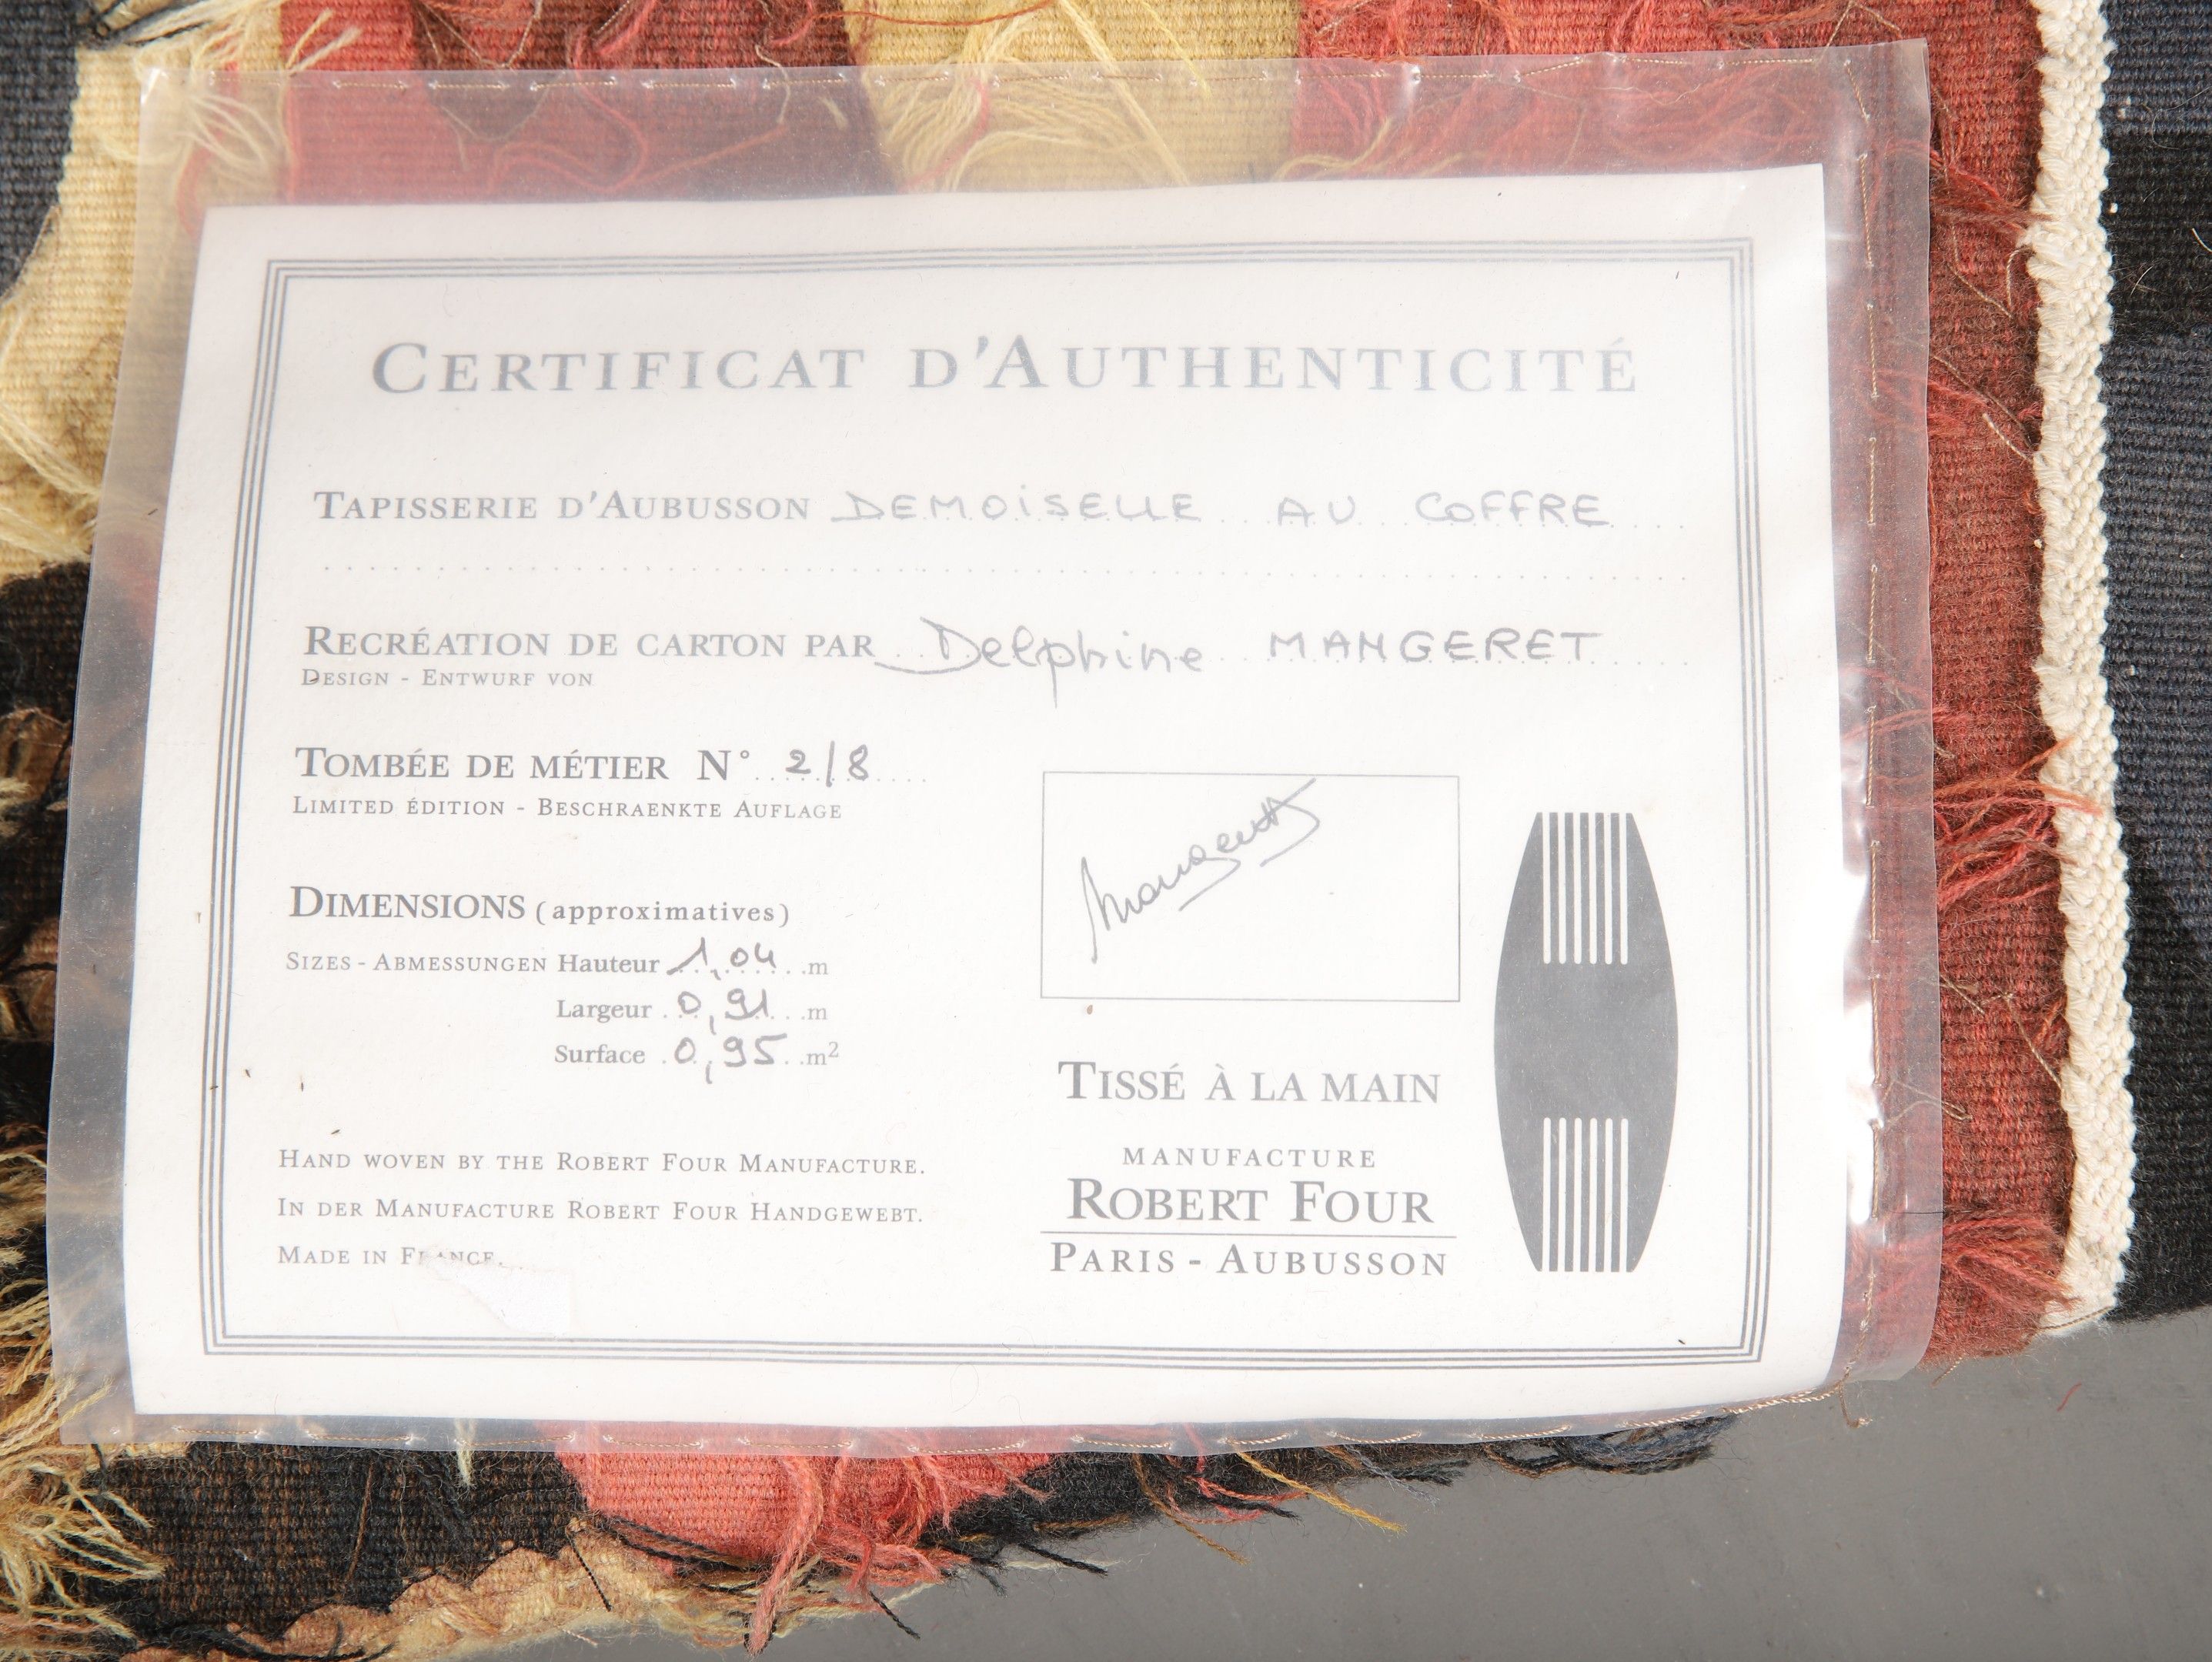 CERTIFICAT D'AUTHENTICITÉ
TAPISSERIE D'AUBUSSON DEMOISELLE AU COFFRE
RECRÉATION DE CARTON PAR Delphine MANGERET
DESIGN - ENTWURF VON
TOMBÉE DE MÉTIER N° 2/8
LIMITED ÉDITION - BESCHRAENKTE AUFLAGE
DIMENSIONS (approximatives)
SIZES - ABMESSUNGEN Hauteur 1,04 m
Largeur 0,91 m
Surface 0,95 m²
HAND WOVEN BY THE ROBERT FOUR MANUFACTURE.
IN DER MANUFACTURE ROBERT FOUR HANDGEWEBT.
MADE IN FRANCE.
TISSÉ À LA MAIN
MANUFACTURE
ROBERT FOUR
PARIS - AUBUSSON